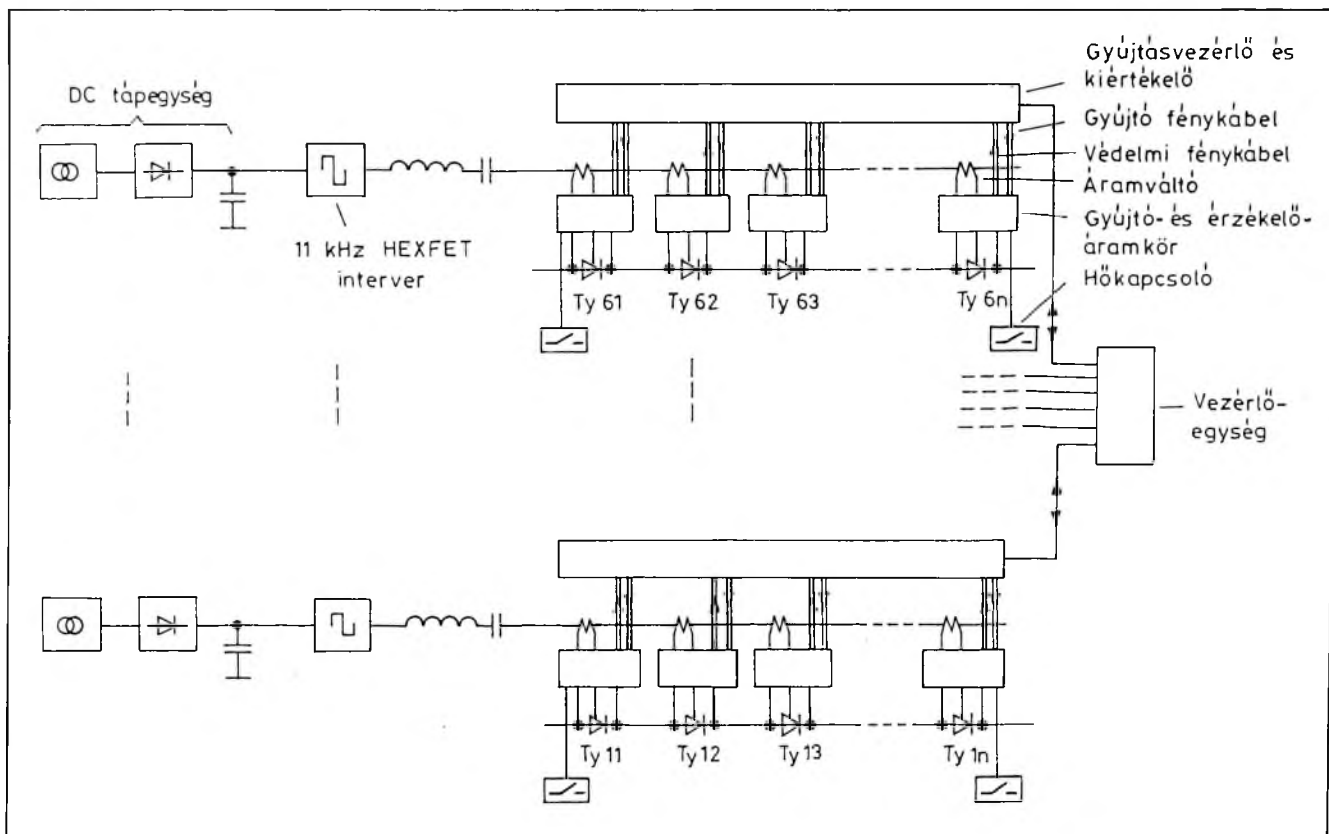 DC tápegység
11 kHz HEXFET
interver
Gyújtásvezérlő és
kiértékelő
Gyújtó fénykábel
Védelmi fénykábel
Áramváltó
Gyújtó- és érzékelő-
áramkör
Hőkapcsoló
Ty 61
Ty 62
Ty 63
Ty 6n
Vezérlő-
egység
Ty 11
Ty 12
Ty 13
Ty 1n